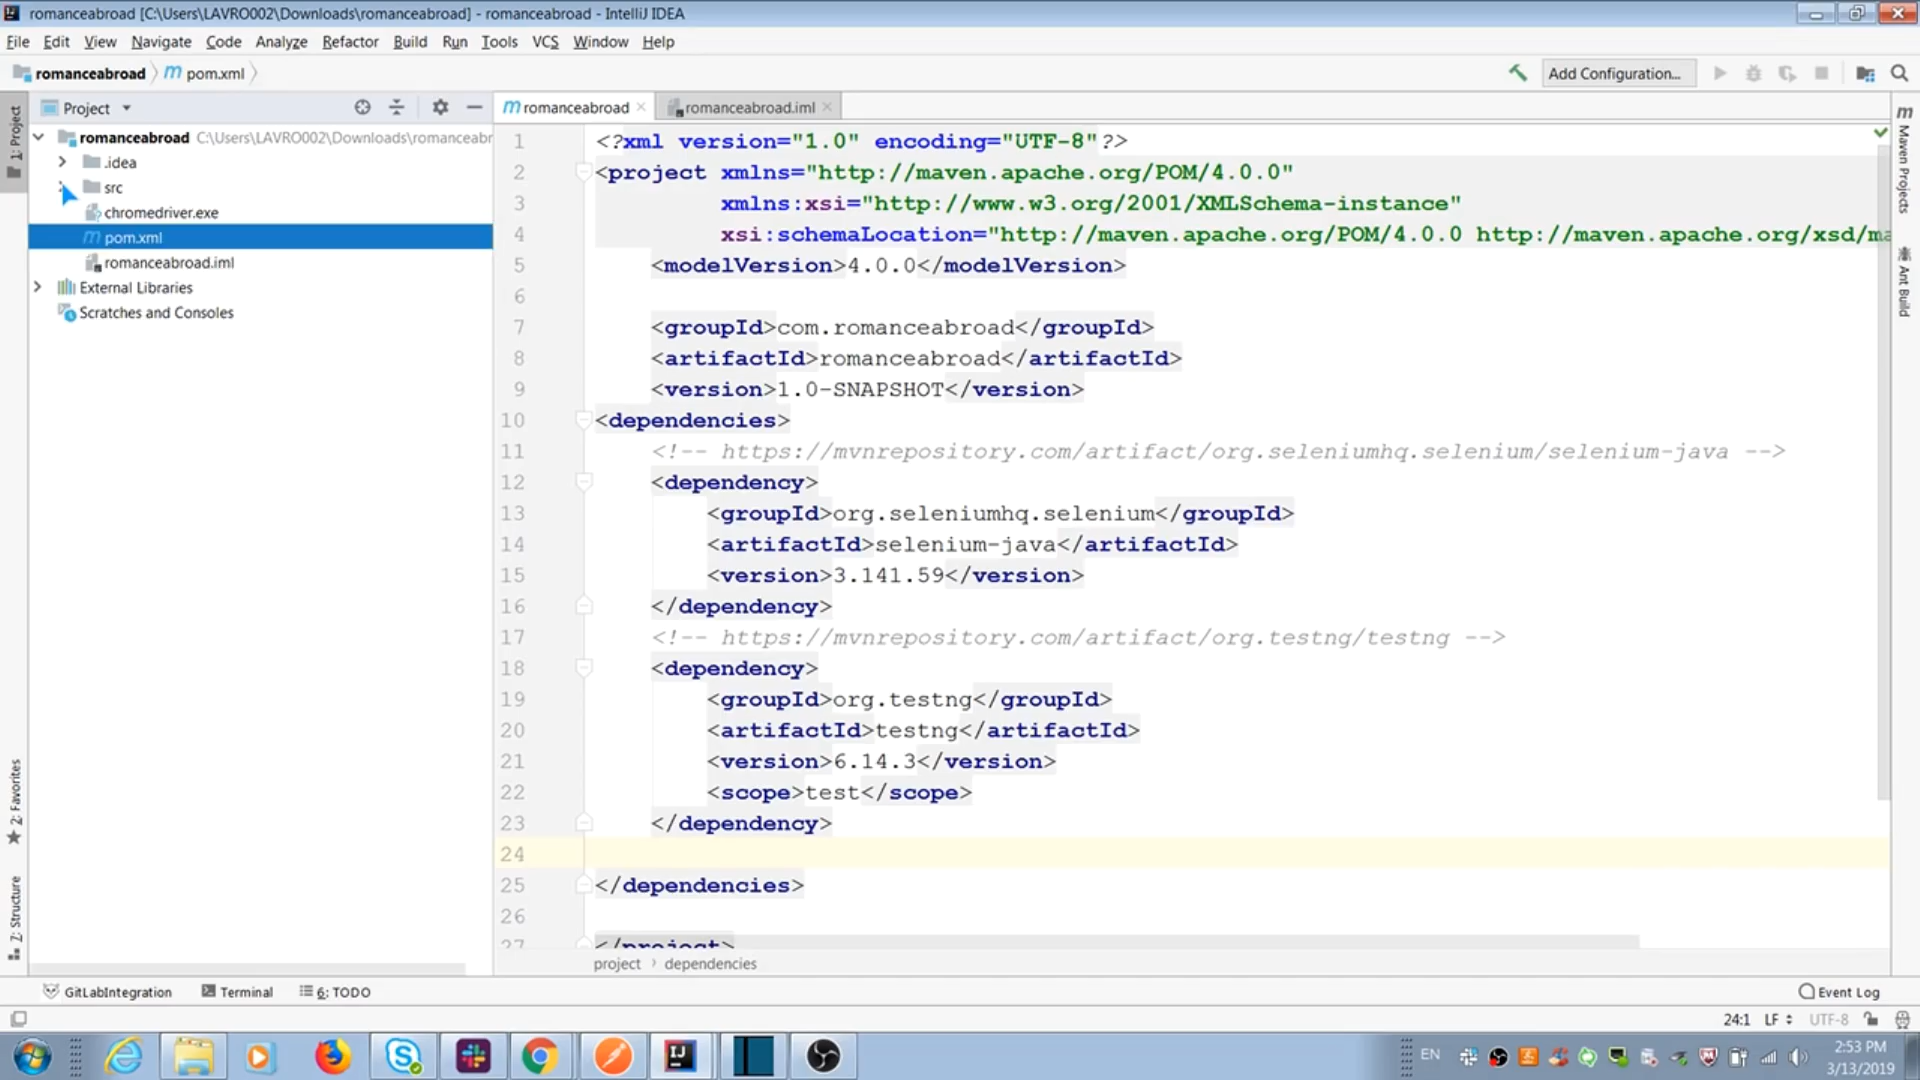 romanceabroad [C:\Users\LAVRO002\Downloads\romanceabroad] - romanceabroad - IntelliJ IDEA
File Edit View Navigate Code Analyze Refactor Build Run Tools VCS Window Help
romanceabroad pom.xml Add Configuration...
Project romanceabroad romanceabroad.iml
romanceabroad C:\Users\LAVRO002\Downloads\romanceabr
.idea
src
chromedriver.exe
pom.xml
romanceabroad.iml
External Libraries
Scratches and Consoles
1: Project
2: Favorites
7: Structure
1 <?xml version="1.0" encoding="UTF-8"?>
2 <project xmlns="http://maven.apache.org/POM/4.0.0"
3 xmlns:xsi="http://www.w3.org/2001/XMLSchema-instance"
4 xsi:schemaLocation="http://maven.apache.org/POM/4.0.0 http://maven.apache.org/xsd/ma
5 <modelVersion>4.0.0</modelVersion>
6
7 <groupId>com.romanceabroad</groupId>
8 <artifactId>romanceabroad</artifactId>
9 <version>1.0-SNAPSHOT</version>
10 <dependencies>
11 <!-- https://mvnrepository.com/artifact/org.seleniumhq.selenium/selenium-java -->
12 <dependency>
13 <groupId>org.seleniumhq.selenium</groupId>
14 <artifactId>selenium-java</artifactId>
15 <version>3.141.59</version>
16 </dependency>
17 <!-- https://mvnrepository.com/artifact/org.testng/testng -->
18 <dependency>
19 <groupId>org.testng</groupId>
20 <artifactId>testng</artifactId>
21 <version>6.14.3</version>
22 <scope>test</scope>
23 </dependency>
24
25 </dependencies>
26
27 </project>
Maven Projects
Ant Build
project dependencies
GitLabIntegration Terminal 6: TODO Event Log
24:1 LF UTF-8
EN 2:53 PM
3/13/2019